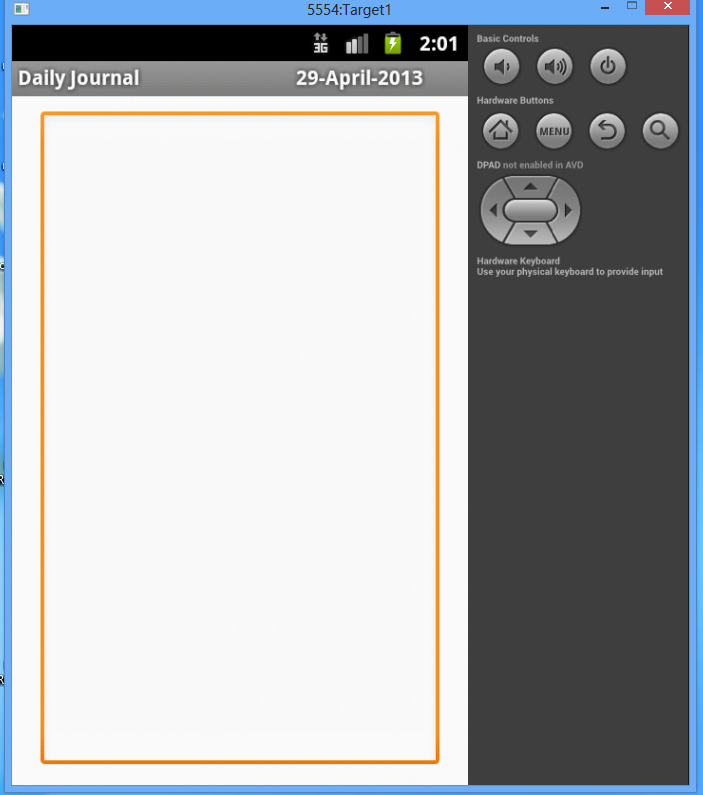 5554:Target1
3G 2:01
Daily Journal 29-April-2013
Basic Controls
Hardware Buttons
MENU
DPAD not enabled in AVD
Hardware Keyboard
Use your physical keyboard to provide input